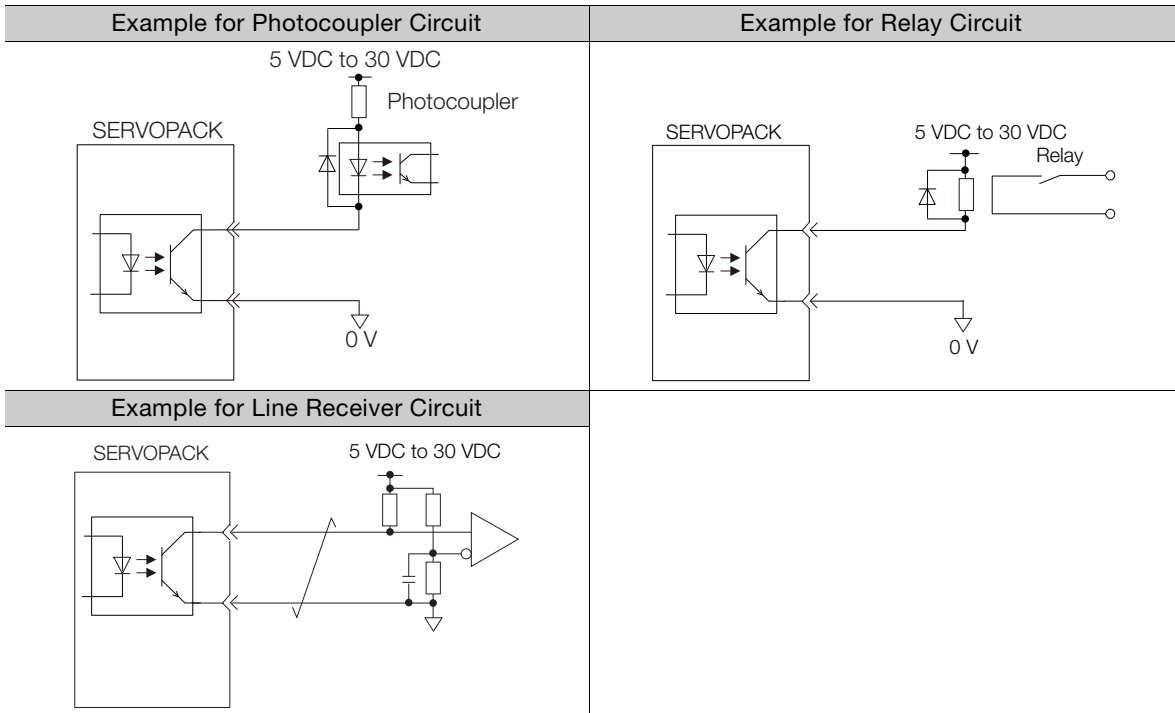 Example for Photocoupler Circuit
Example for Relay Circuit
5 VDC to 30 VDC
Photocoupler
SERVOPACK
0 V
SERVOPACK
5 VDC to 30 VDC
Relay
0 V
Example for Line Receiver Circuit
SERVOPACK
5 VDC to 30 VDC